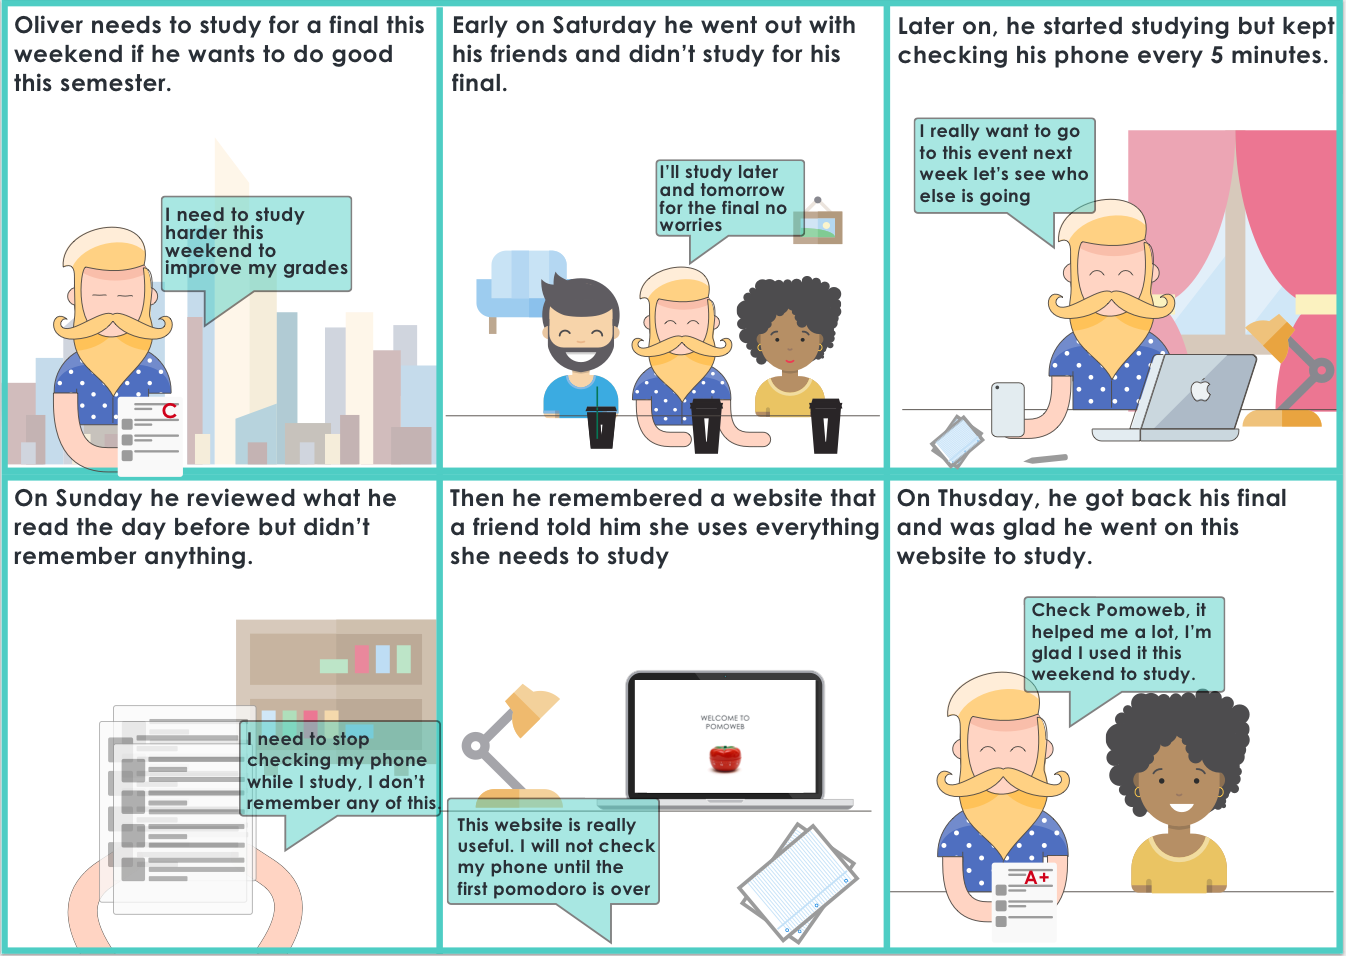 Oliver needs to study for a final this
weekend if he wants to do good
this semester.
I need to study
harder this
weekend to
improve my grades
C
Early on Saturday he went out with
his friends and didn't study for his
final.
I'll study later
and tomorrow
for the final no
worries
Later on, he started studying but kept
checking his phone every 5 minutes.
I really want to go
to this event next
week let's see who
else is going
On Sunday he reviewed what he
read the day before but didn't
remember anything.
I need to stop
checking my phone
while I study, I don't
remember any of this.
Then he remembered a website that
a friend told him she uses everything
she needs to study
WELCOME TO
POMOWEB
This website is really
useful. I will not check
my phone until the
first pomodoro is over
On Thusday, he got back his final
and was glad he went on this
website to study.
Check Pomoweb, it
helped me a lot, I'm
glad I used it this
weekend to study.
A+